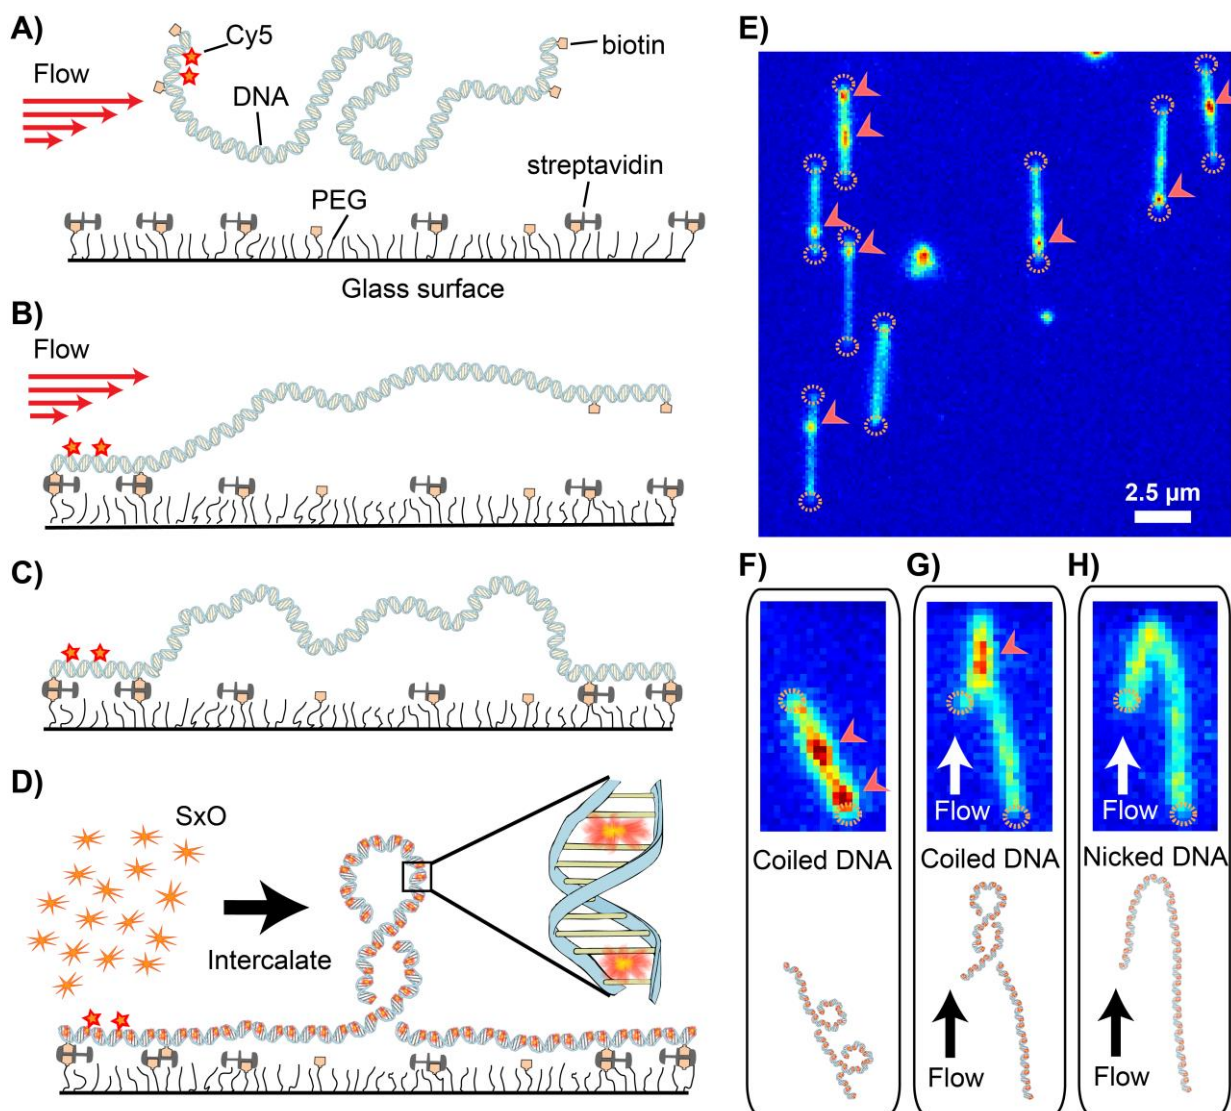 A)
Cy5
biotin
Flow
DNA
streptavidin
PEG
Glass surface
B)
Flow
C)
D)
SxO
Intercalate
E)
2.5 µm
F)
G)
H)
Flow
Flow
Coiled DNA
Coiled DNA
Nicked DNA
Flow
Flow